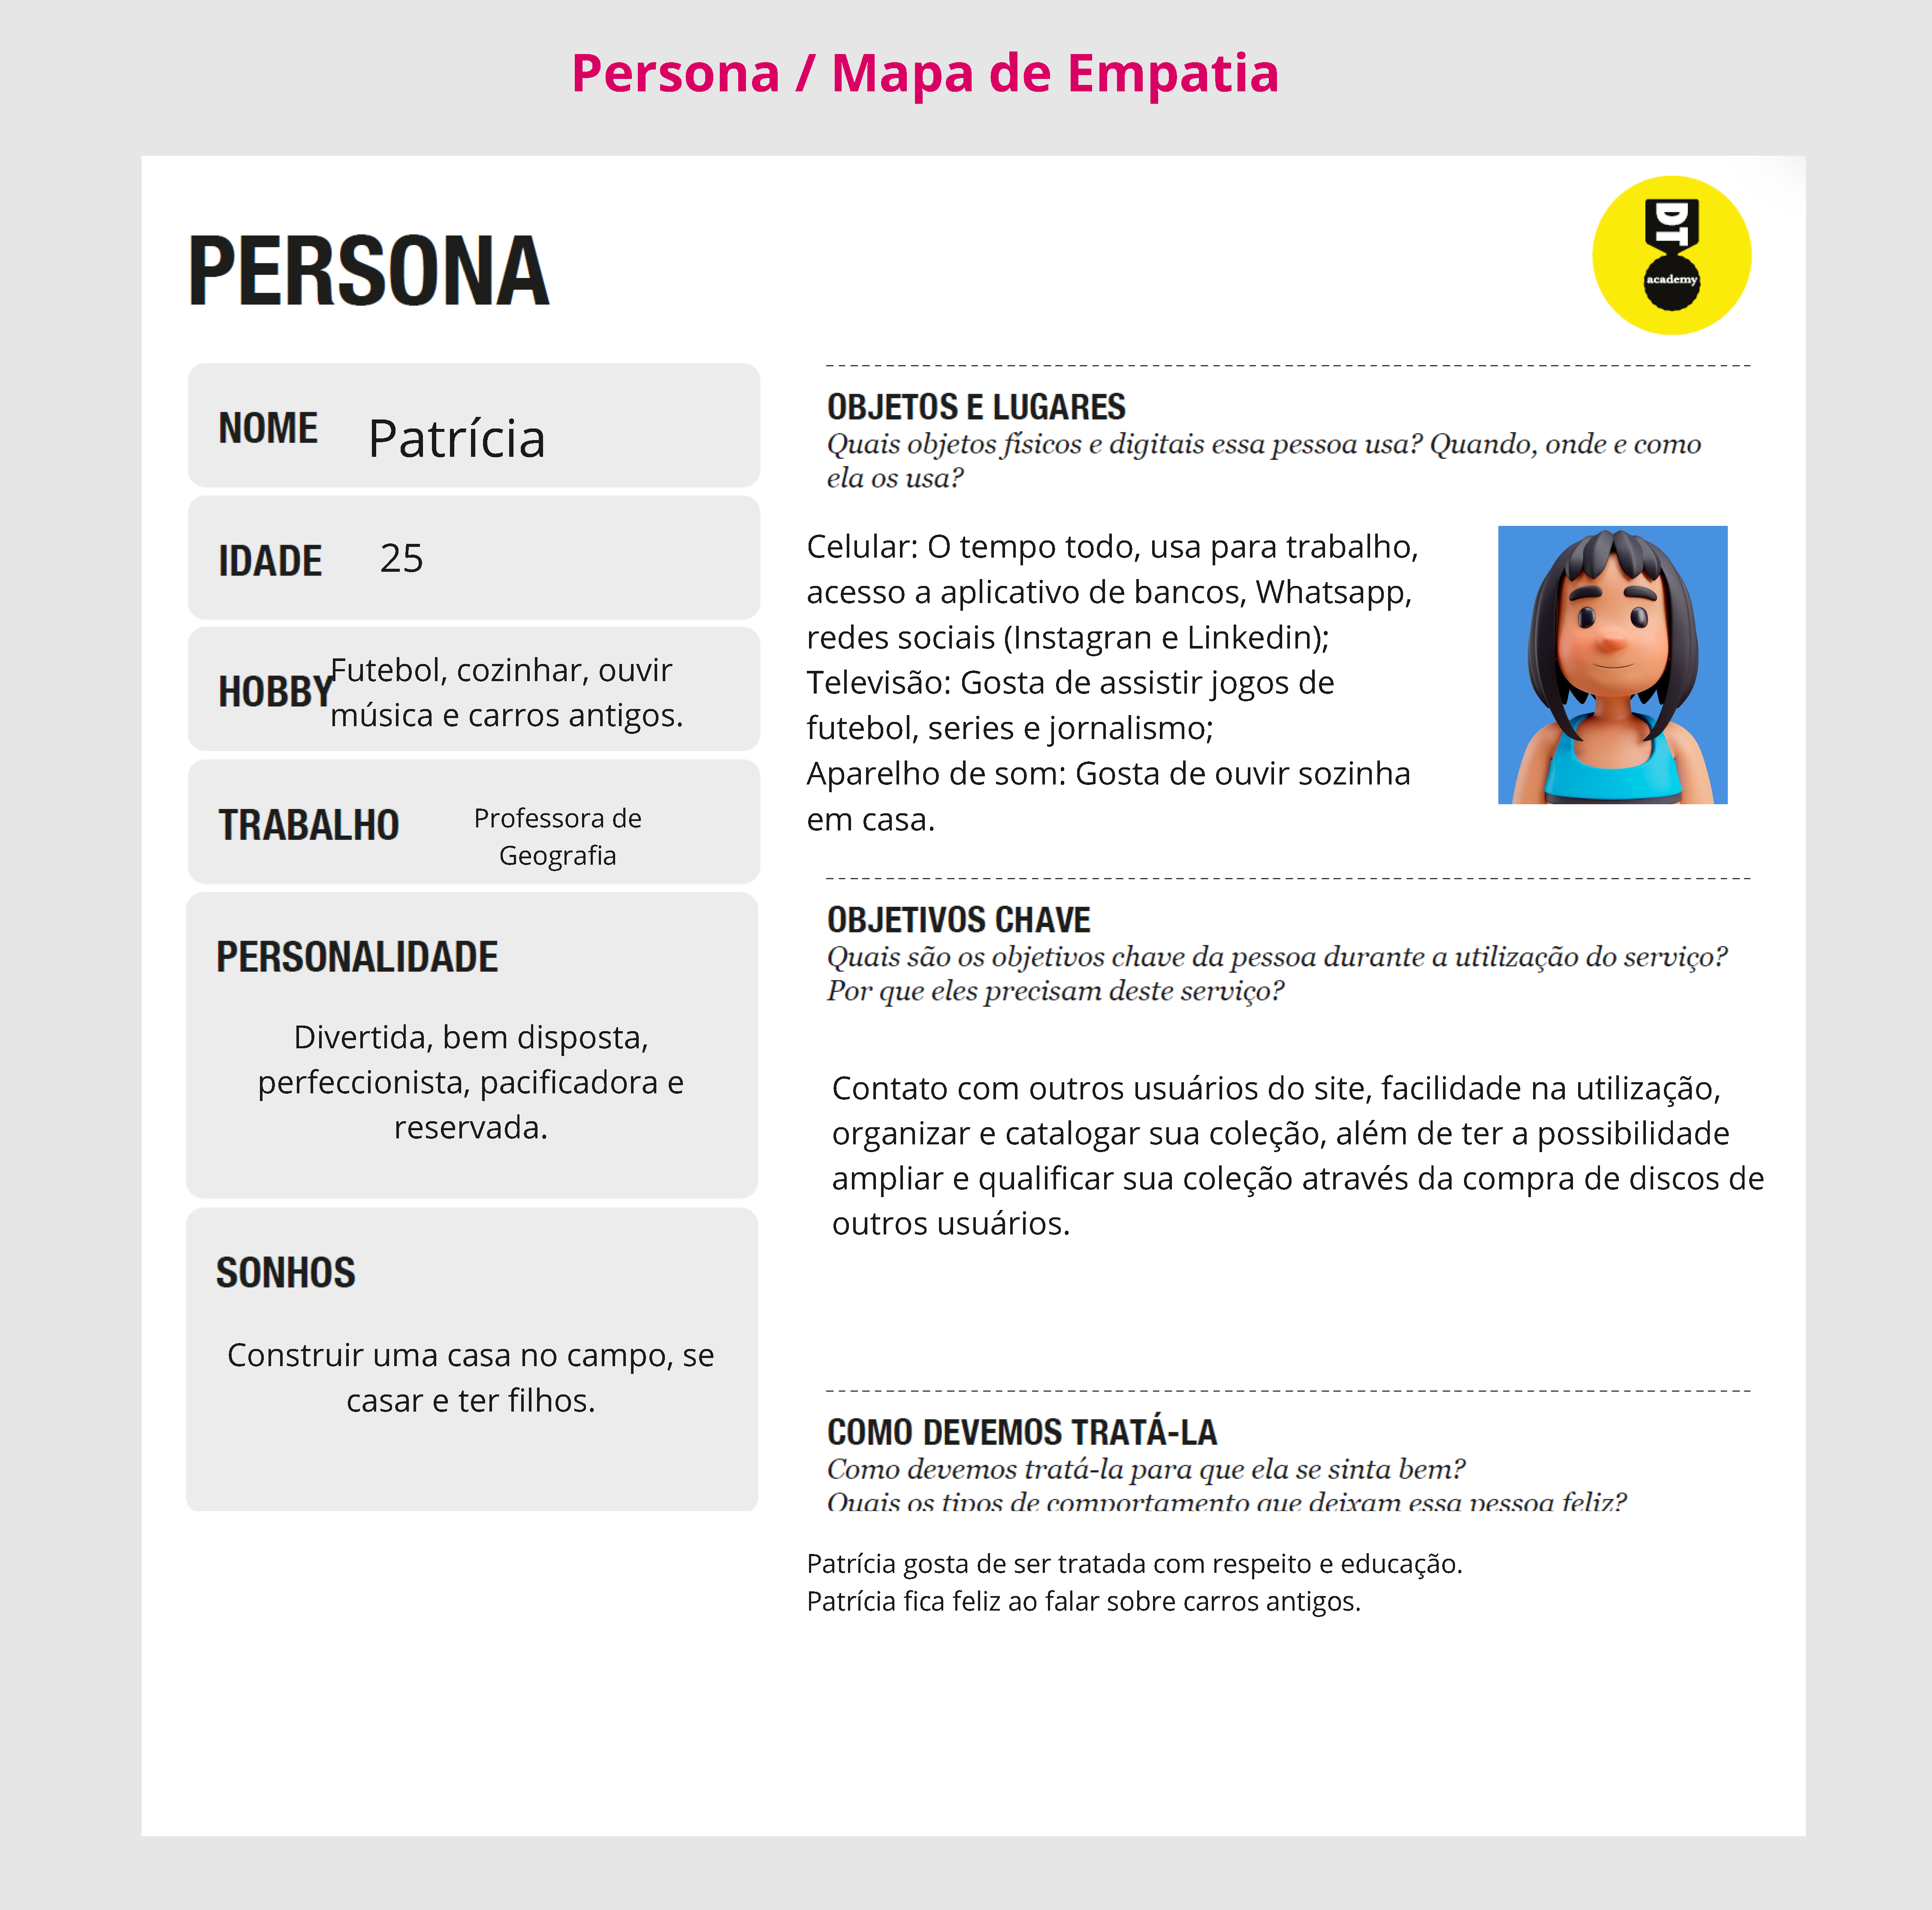 Persona / Mapa de Empatia
PERSONA
DT
academy
NOME
Patrícia
IDADE
25
HOBBY
Futebol, cozinhar, ouvir
música e carros antigos.
TRABALHO
Professora de
Geografia
PERSONALIDADE
Divertida, bem disposta,
perfeccionista, pacificadora e
reservada.
SONHOS
Construir uma casa no campo, se
casar e ter filhos.
OBJETOS E LUGARES
Quais objetos físicos e digitais essa pessoa usa? Quando, onde e como
ela os usa?
Celular: O tempo todo, usa para trabalho,
acesso a aplicativo de bancos, Whatsapp,
redes sociais (Instagran e Linkedin);
Televisão: Gosta de assistir jogos de
futebol, series e jornalismo;
Aparelho de som: Gosta de ouvir sozinha
em casa.
OBJETIVOS CHAVE
Quais são os objetivos chave da pessoa durante a utilização do serviço?
Por que eles precisam deste serviço?
Contato com outros usuários do site, facilidade na utilização,
organizar e catalogar sua coleção, além de ter a possibilidade
ampliar e qualificar sua coleção através da compra de discos de
outros usuários.
COMO DEVEMOS TRATÁ-LA
Como devemos tratá-la para que ela se sinta bem?
Quais os tipos de comportamento que deixam essa pessoa feliz?
Patrícia gosta de ser tratada com respeito e educação.
Patrícia fica feliz ao falar sobre carros antigos.